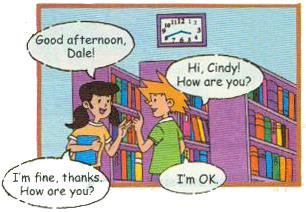 Good afternoon,
Dale!
Hi, Cindy!
How are you?
I'm fine, thanks.
How are you?
I'm OK.